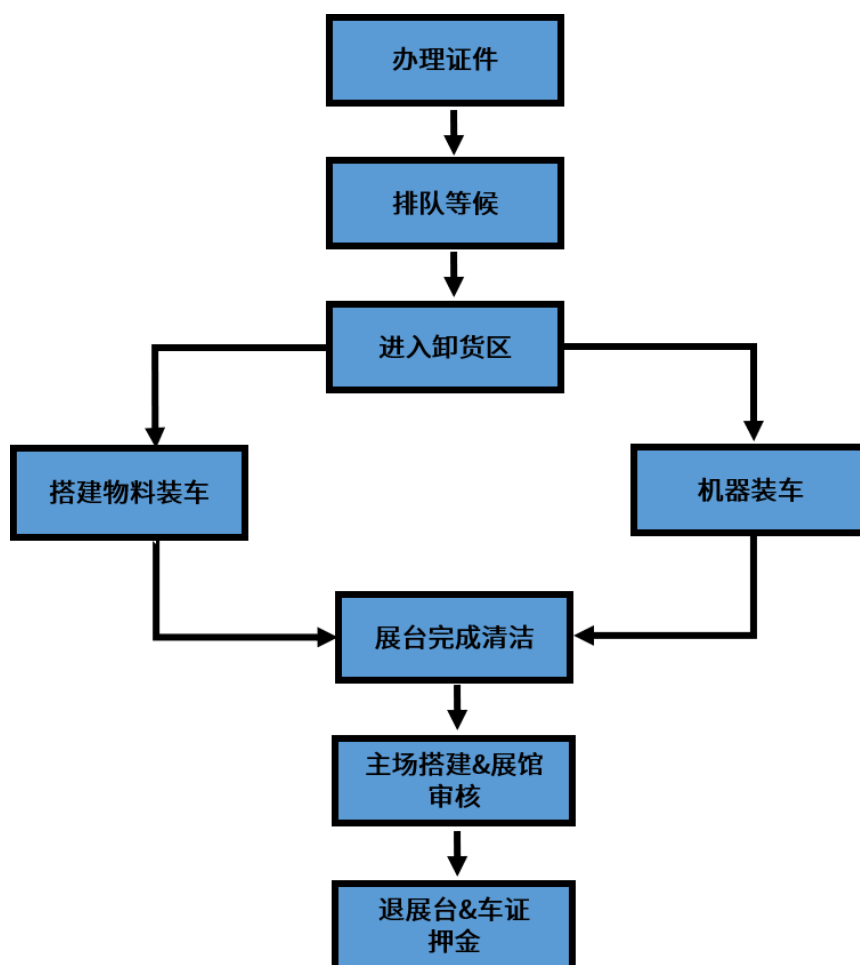 办理证件
排队等候
进入卸货区
搭建物料装车
机器装车
展台完成清洁
主场搭建&展馆
审核
退展台&车证
押金